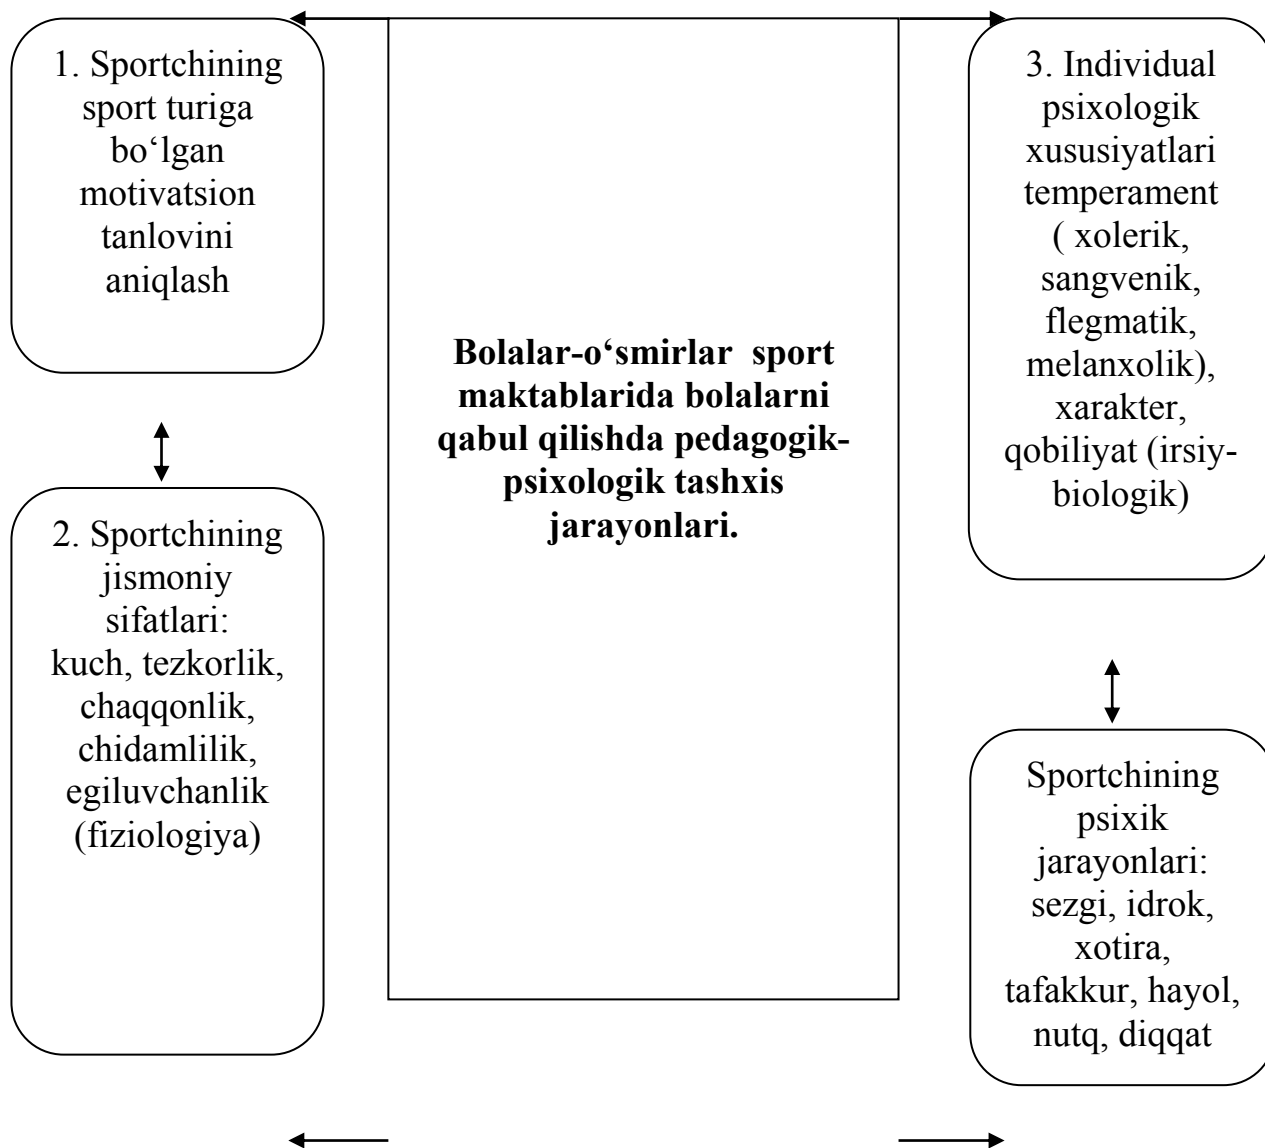 1. Sportchining
sport turiga
bo‘lgan
motivatsion
tanlovini
aniqlash
2. Sportchining
jismoniy
sifatlari:
kuch, tezkorlik,
chaqqonlik,
chidamlilik,
egiluvchanlik
(fiziologiya)
Bolalar-o‘smirlar sport
maktablarida bolalarni
qabul qilishda pedagogik-
psixologik tashxis
jarayonlari.
3. Individual
psixologik
xususiyatlari
temperament
( xolerik,
sangvenik,
flegmatik,
melanxolik),
xarakter,
qobiliyat (irsiy-
biologik)
Sportchining
psixik
jarayonlari:
sezgi, idrok,
xotira,
tafakkur, hayol,
nutq, diqqat